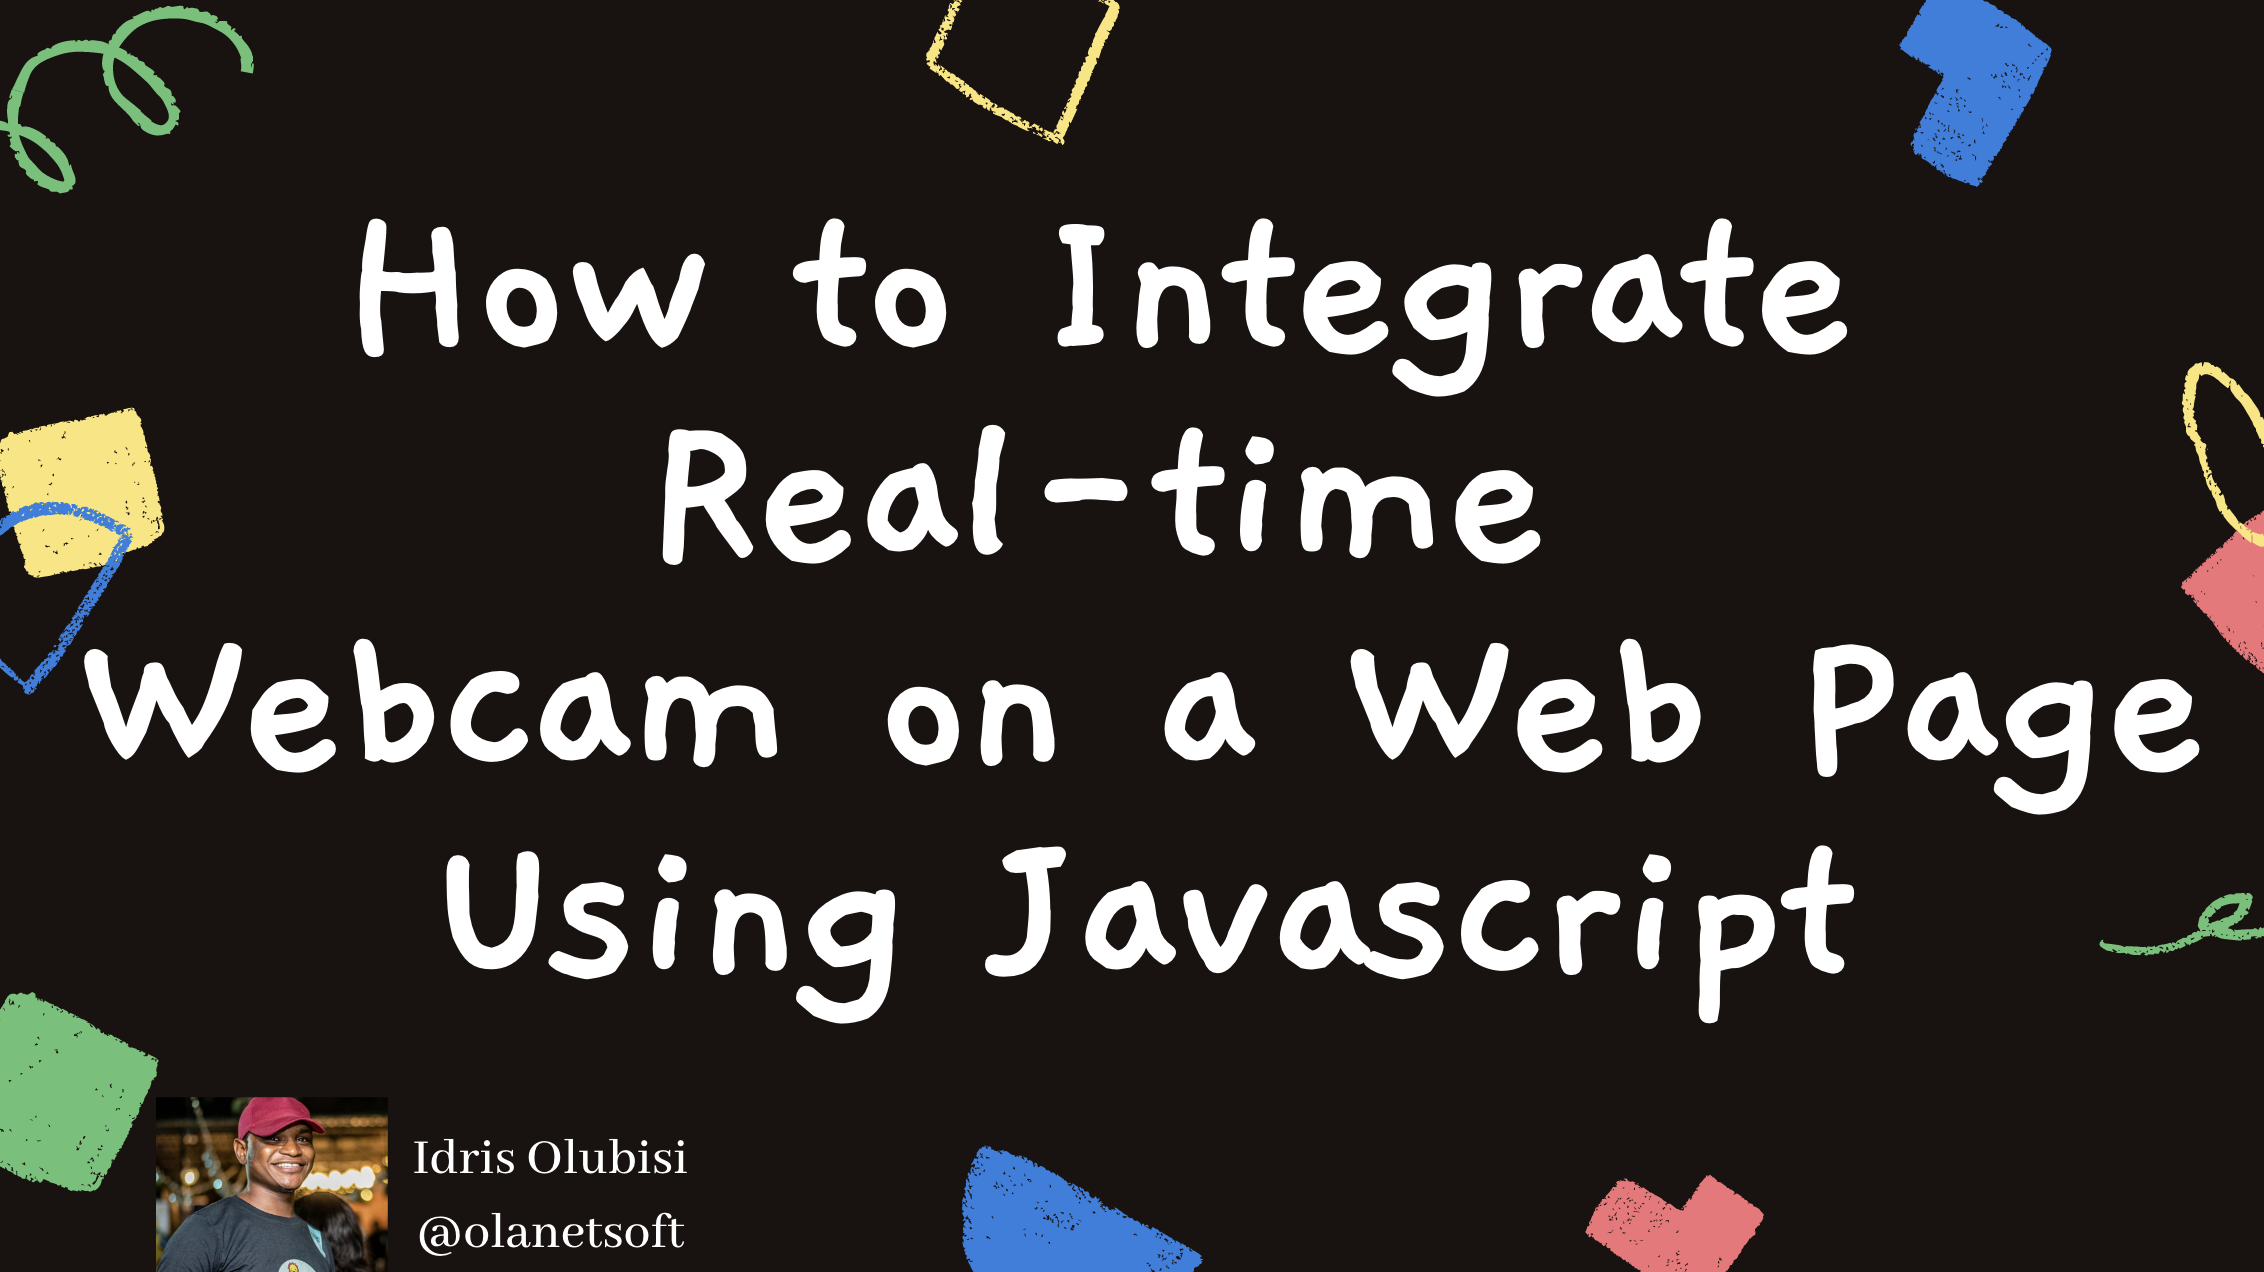 How to Integrate
Real-time
Webcam on a Web Page
Using Javascript
Idris Olubisi
@olanetsoft